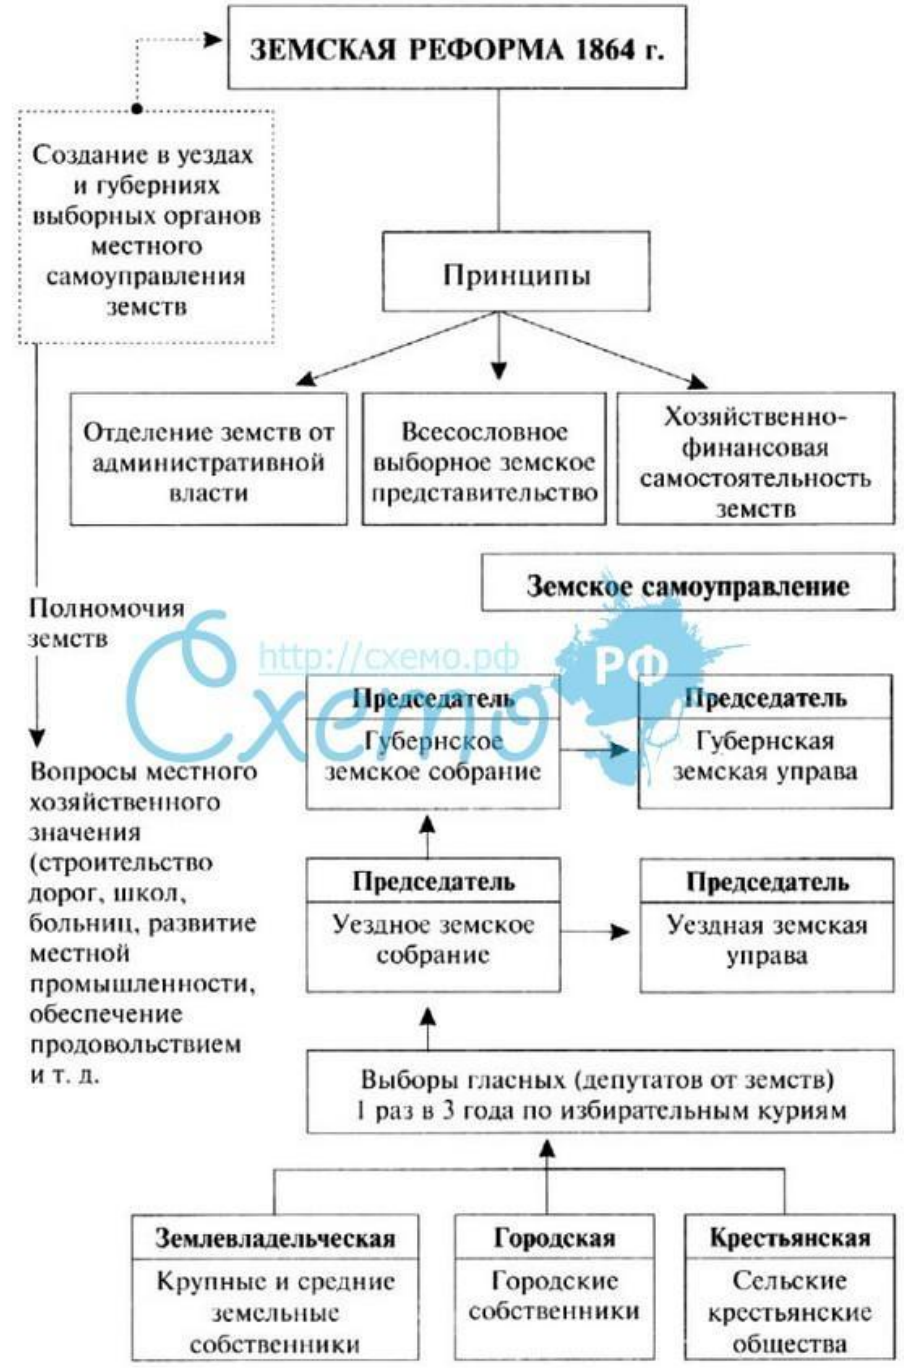 ЗЕМСКАЯ РЕФОРМА 1864 г.
Создание в уездах
и губерниях
выборных органов
местного
самоуправления
земств
Принципы
Отделение земств от
административной
власти
Всесословное
выборное земское
представительство
Хозяйственно-
финансовая
самостоятельность
земств
Земское самоуправление
Полномочия
земств
http://схемо.рф
Схемо
РФ
Председатель
Губернское
земское собрание
Председатель
Губернская
земская управа
Вопросы местного
хозяйственного
значения
(строительство
дорог, школ,
больниц, развитие
местной
промышленности,
обеспечение
продовольствием
и т. д.
Председатель
Уездное земское
собрание
Председатель
Уездная земская
управа
Выборы гласных (депутатов от земств)
1 раз в 3 года по избирательным куриям
Землевладельческая
Крупные и средние
земельные
собственники
Городская
Городские
собственники
Крестьянская
Сельские
крестьянские
общества